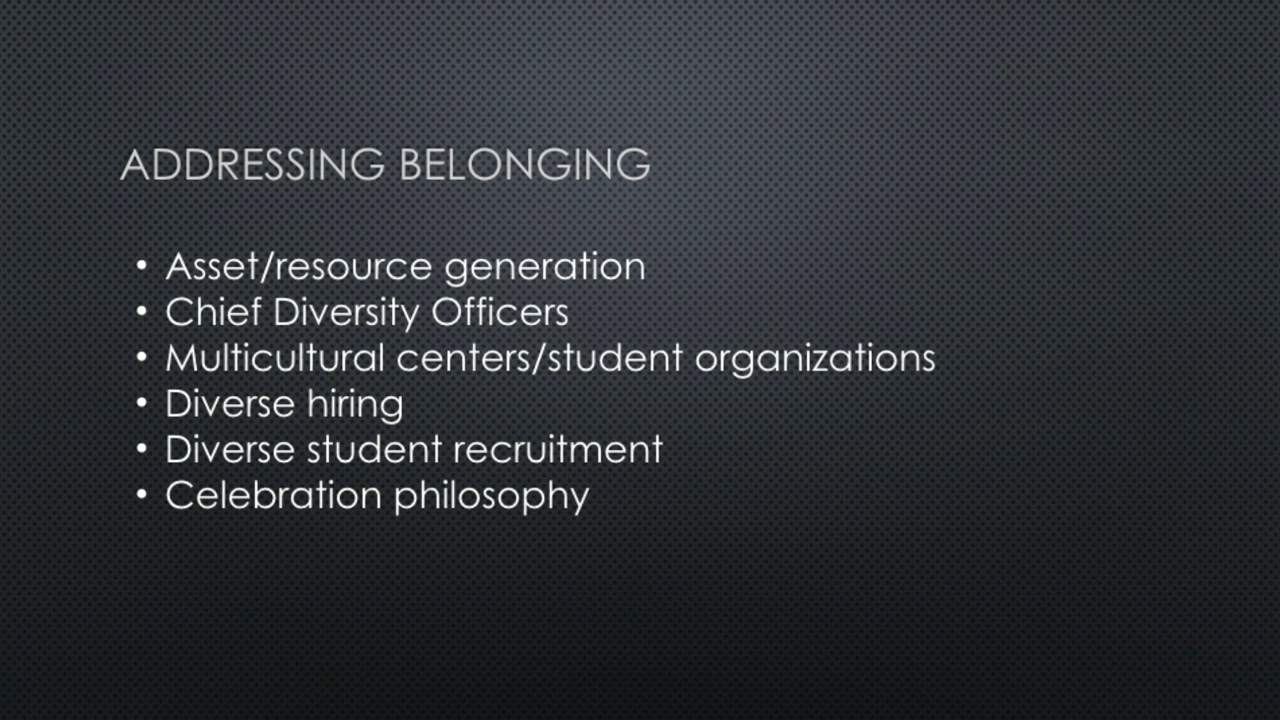 ADDRESSING BELONGING
• Asset/resource generation
• Chief Diversity Officers
• Multicultural centers/student organizations
• Diverse hiring
• Diverse student recruitment
• Celebration philosophy